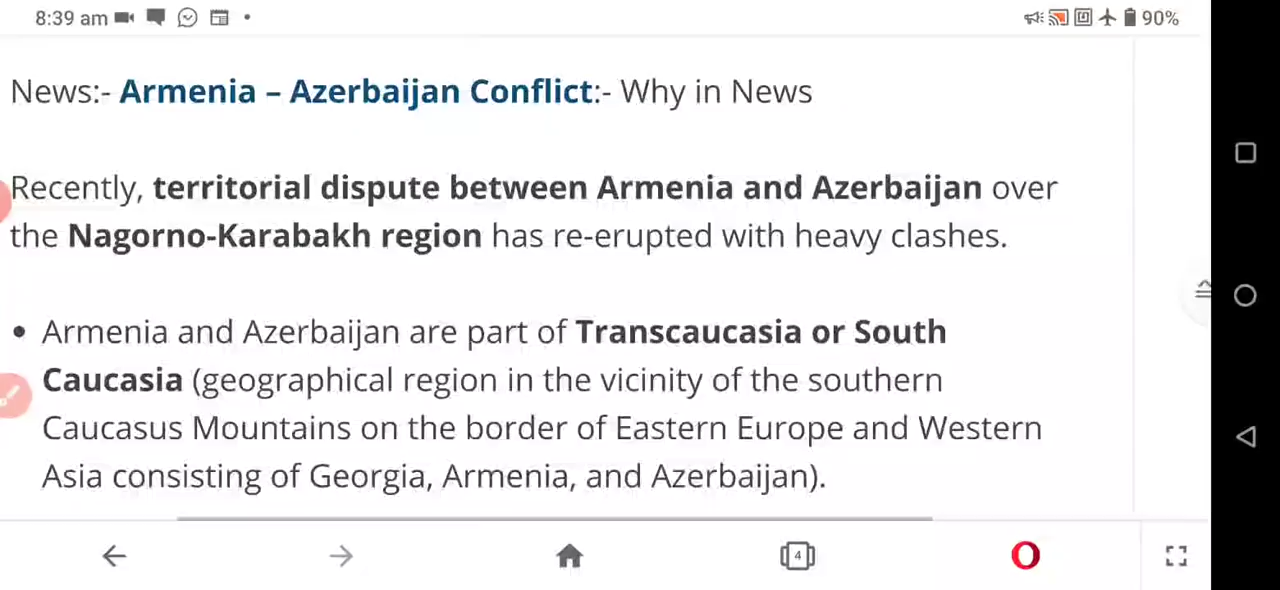 8:39 am
90%
News:- Armenia – Azerbaijan Conflict:- Why in News
Recently, territorial dispute between Armenia and Azerbaijan over
the Nagorno-Karabakh region has re-erupted with heavy clashes.
• Armenia and Azerbaijan are part of Transcaucasia or South
Caucasia (geographical region in the vicinity of the southern
Caucasus Mountains on the border of Eastern Europe and Western
Asia consisting of Georgia, Armenia, and Azerbaijan).
4